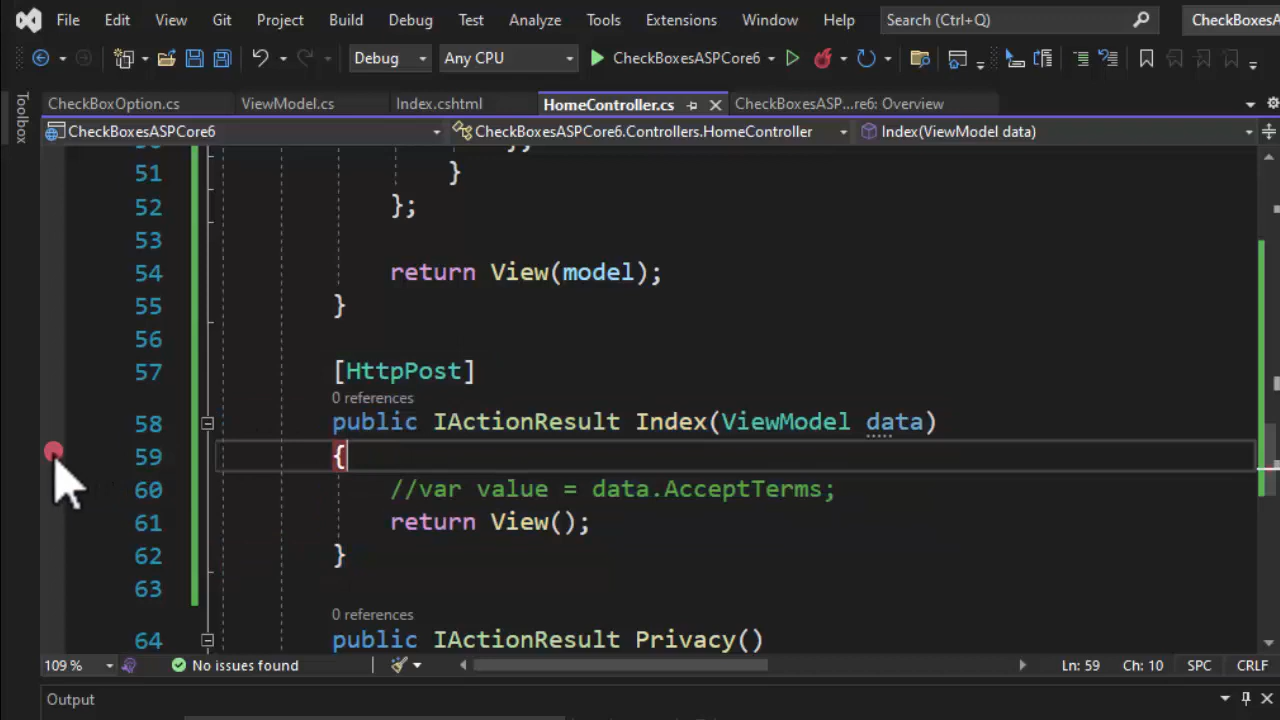 File Edit View Git Project Build Debug Test Analyze Tools Extensions Window Help Search (Ctrl+Q) CheckBoxesA
Debug Any CPU CheckBoxesASPCore6
Toolbox
CheckBoxOption.cs ViewModel.cs Index.cshtml HomeController.cs CheckBoxesASP...re6: Overview
CheckBoxesASPCore6 CheckBoxesASPCore6.Controllers.HomeController Index(ViewModel data)
51 }
52 };
53
54 return View(model);
55 }
56
57 [HttpPost]
0 references
58 public IActionResult Index(ViewModel data)
59 {
60 //var value = data.AcceptTerms;
61 return View();
62 }
63
0 references
64 public IActionResult Privacy()
109 % No issues found Ln: 59 Ch: 10 SPC CRLF
Output